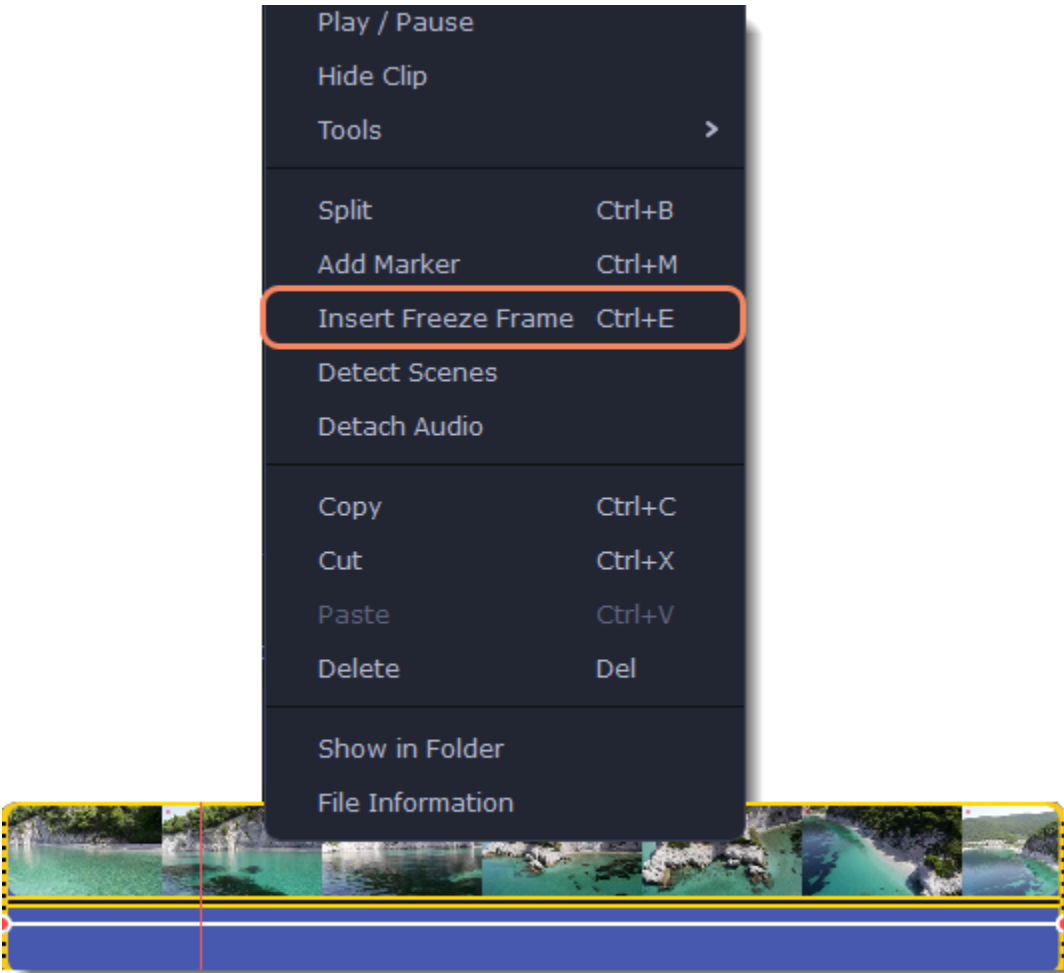 Play / Pause
Hide Clip
Tools
Split Ctrl+B
Add Marker Ctrl+M
Insert Freeze Frame Ctrl+E
Detect Scenes
Detach Audio
Copy Ctrl+C
Cut Ctrl+X
Paste Ctrl+V
Delete Del
Show in Folder
File Information